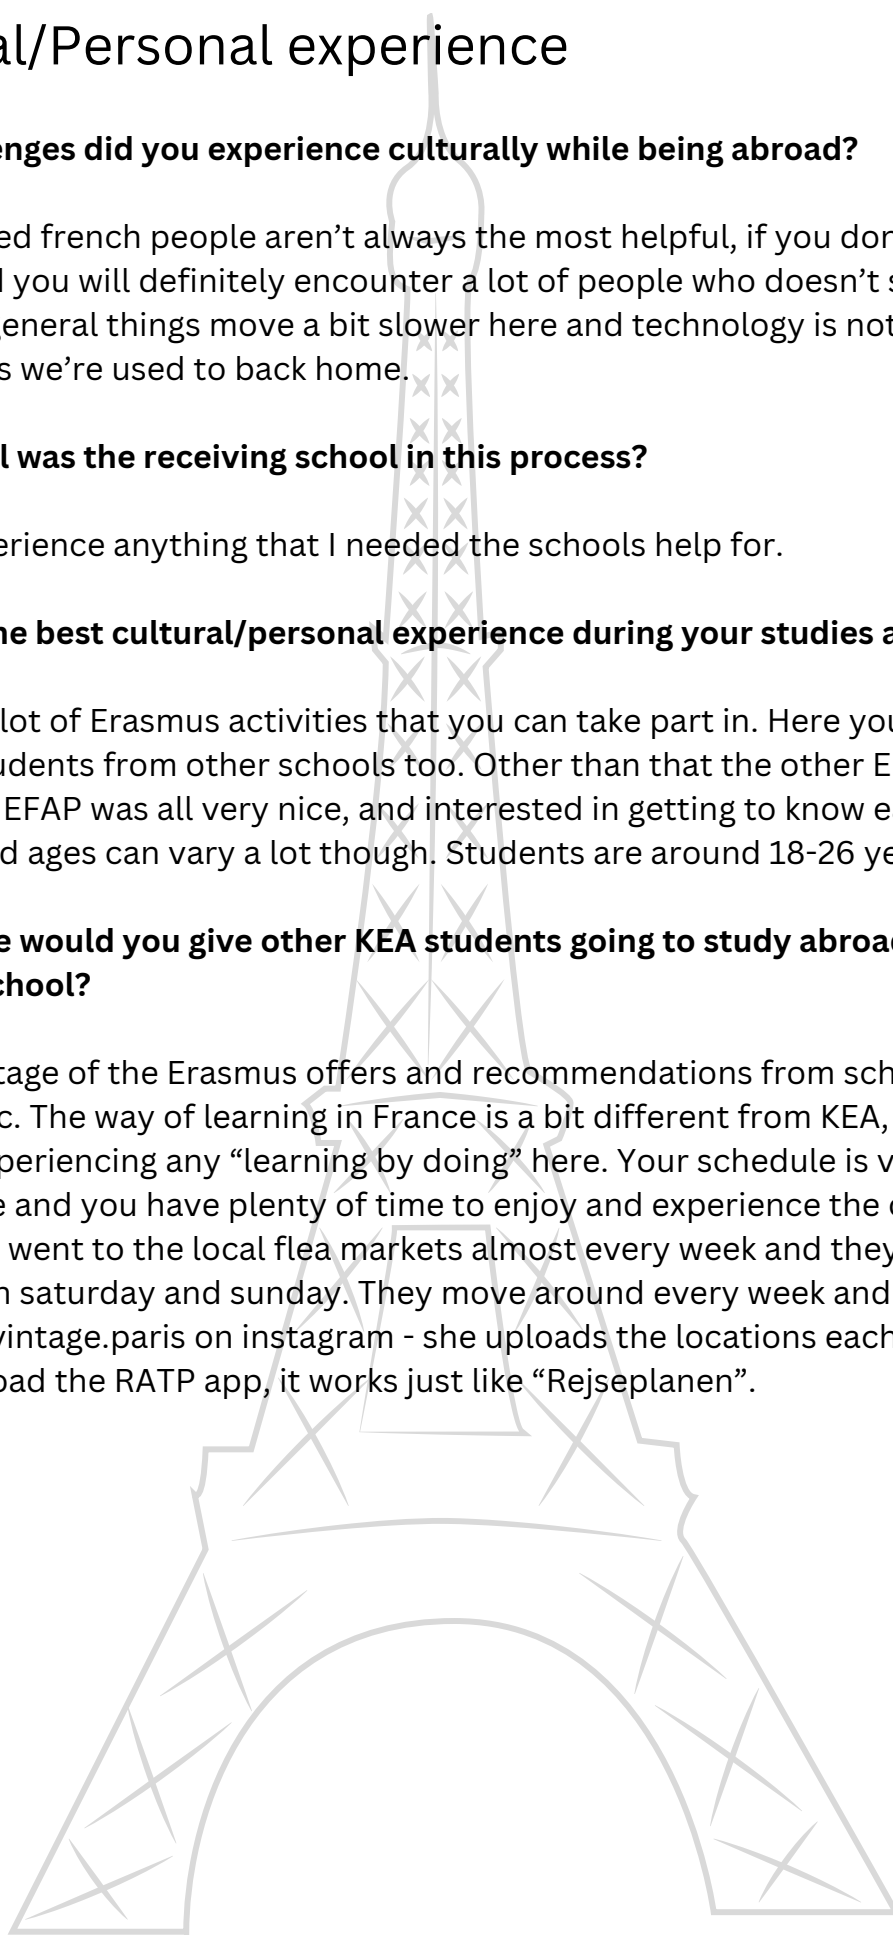 al/Personal experience
enges did you experience culturally while being abroad?
ed french people aren’t always the most helpful, if you don
d you will definitely encounter a lot of people who doesn’t s
general things move a bit slower here and technology is not
s we’re used to back home.
l was the receiving school in this process?
erience anything that I needed the schools help for.
he best cultural/personal experience during your studies a
lot of Erasmus activities that you can take part in. Here you
udents from other schools too. Other than that the other E
EFAP was all very nice, and interested in getting to know e
d ages can vary a lot though. Students are around 18-26 ye
e would you give other KEA students going to study abroad
chool?
tage of the Erasmus offers and recommendations from sch
c. The way of learning in France is a bit different from KEA,
periencing any “learning by doing” here. Your schedule is v
e and you have plenty of time to enjoy and experience the c
went to the local flea markets almost every week and they
n saturday and sunday. They move around every week and
vintage.paris on instagram - she uploads the locations each
oad the RATP app, it works just like “Rejseplanen”.